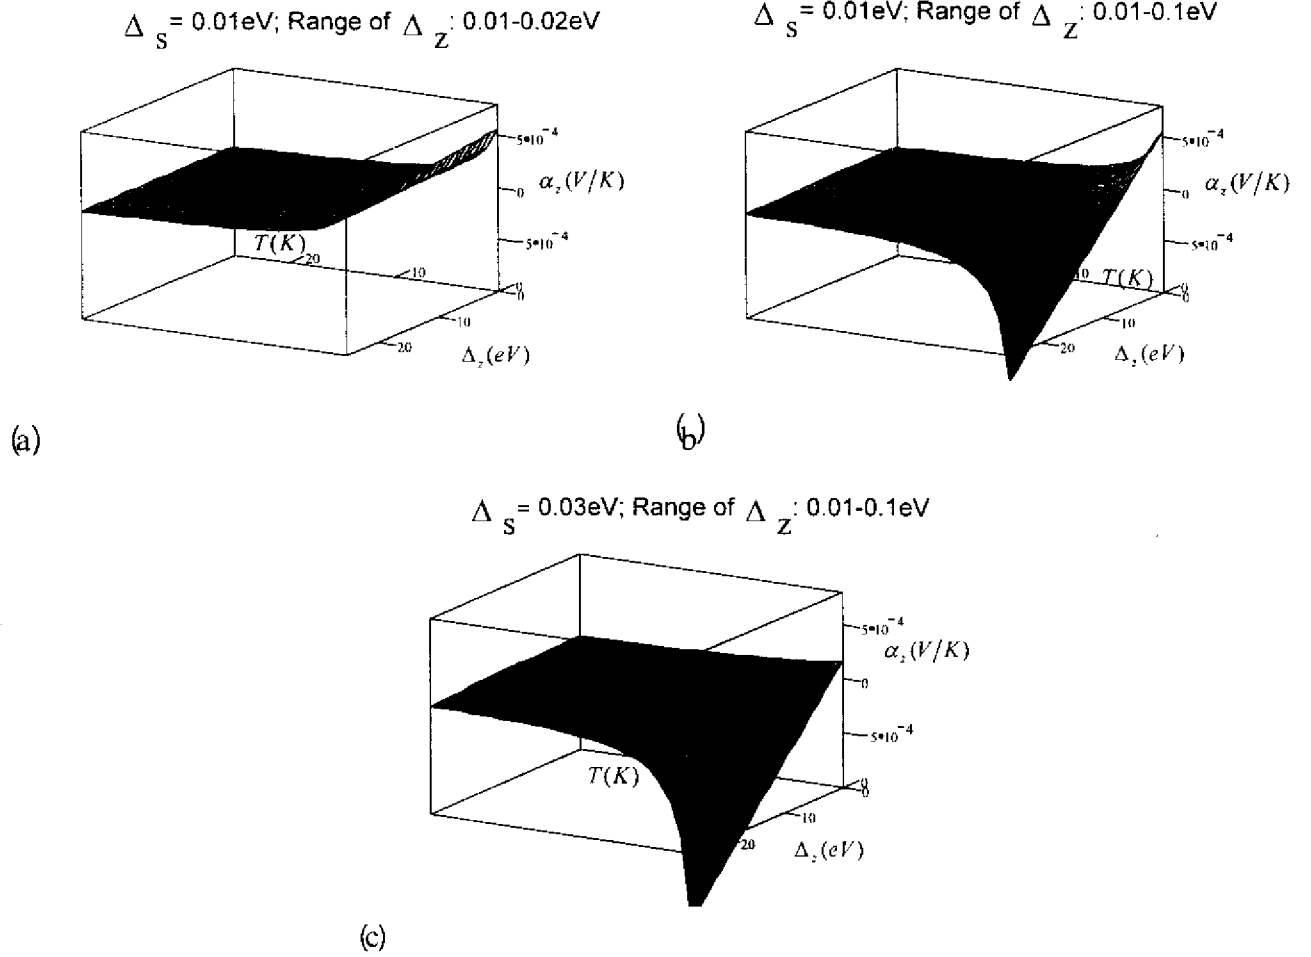 Δ s = 0.01eV; Range of Δ z: 0.01-0.02eV
5•10⁻⁴
α_z (V/K)
0
5•10⁻⁴
T(K)
20
10
0
0
10
20
Δ_z (eV)
(a)
Δ s = 0.01eV; Range of Δ z: 0.01-0.1eV
5•10⁻⁴
α_z (V/K)
0
5•10⁻⁴
T(K)
0
0
10
20
Δ_z (eV)
(b)
Δ s = 0.03eV; Range of Δ z: 0.01-0.1eV
5•10⁻⁴
α_z (V/K)
0
5•10⁻⁴
T(K)
0
0
10
20
Δ_z (eV)
(c)